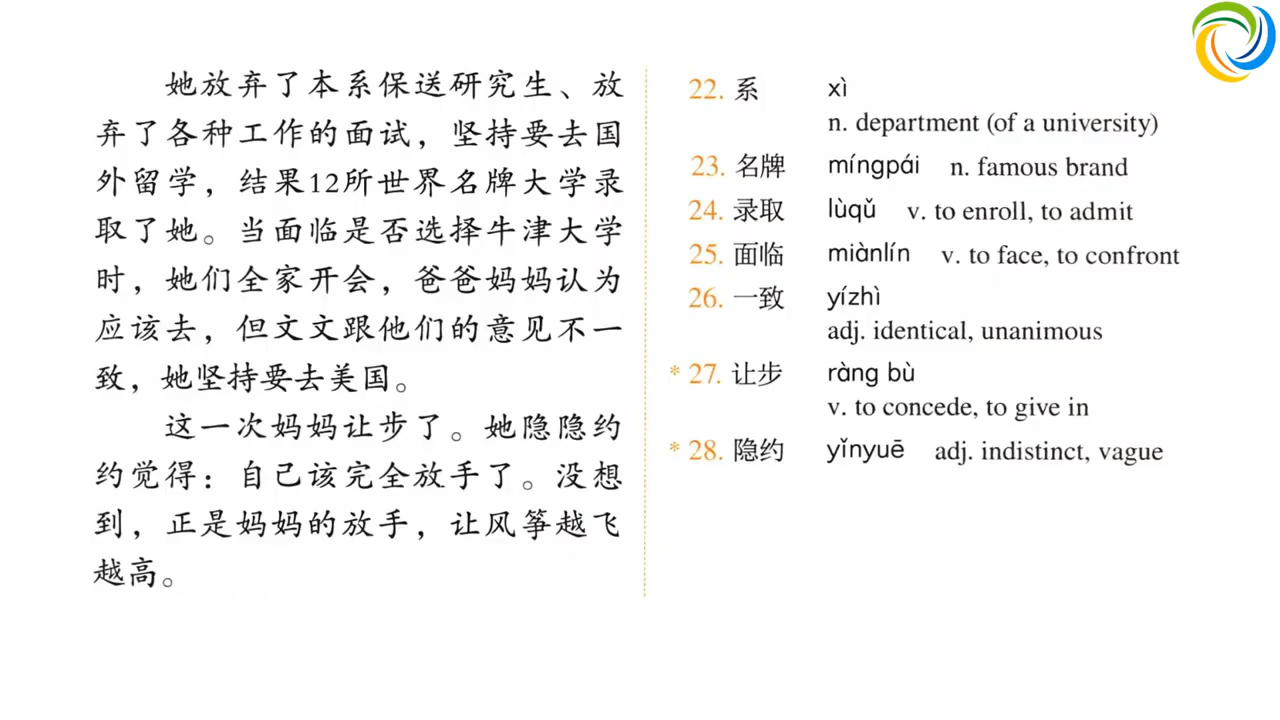 她放弃了本系保送研究生、放
弃了各种工作的面试，坚持要去国
外留学，结果12所世界名牌大学录
取了她。当面临是否选择牛津大学
时，她们全家开会，爸爸妈妈认为
应该去，但文文跟他们的意见不一
致，她坚持要去美国。
这一次妈妈让步了。她隐隐约
约觉得：自己该完全放手了。没想
到，正是妈妈的放手，让风筝越飞
越高。
22. 系 xì
n. department (of a university)
23. 名牌 míngpái n. famous brand
24. 录取 lùqǔ v. to enroll, to admit
25. 面临 miànlín v. to face, to confront
26. 一致 yízhì
adj. identical, unanimous
* 27. 让步 ràng bù
v. to concede, to give in
* 28. 隐约 yǐnyuē adj. indistinct, vague